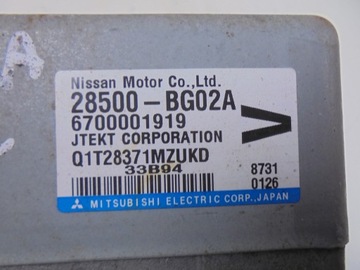 A
Nissan Motor Co.,Ltd.
28500-BG02A
6700001919
JTEKT CORPORATION
Q1T28371MZUKD
33B94
8731
0126
MITSUBISHI ELECTRIC CORP.,JAPAN